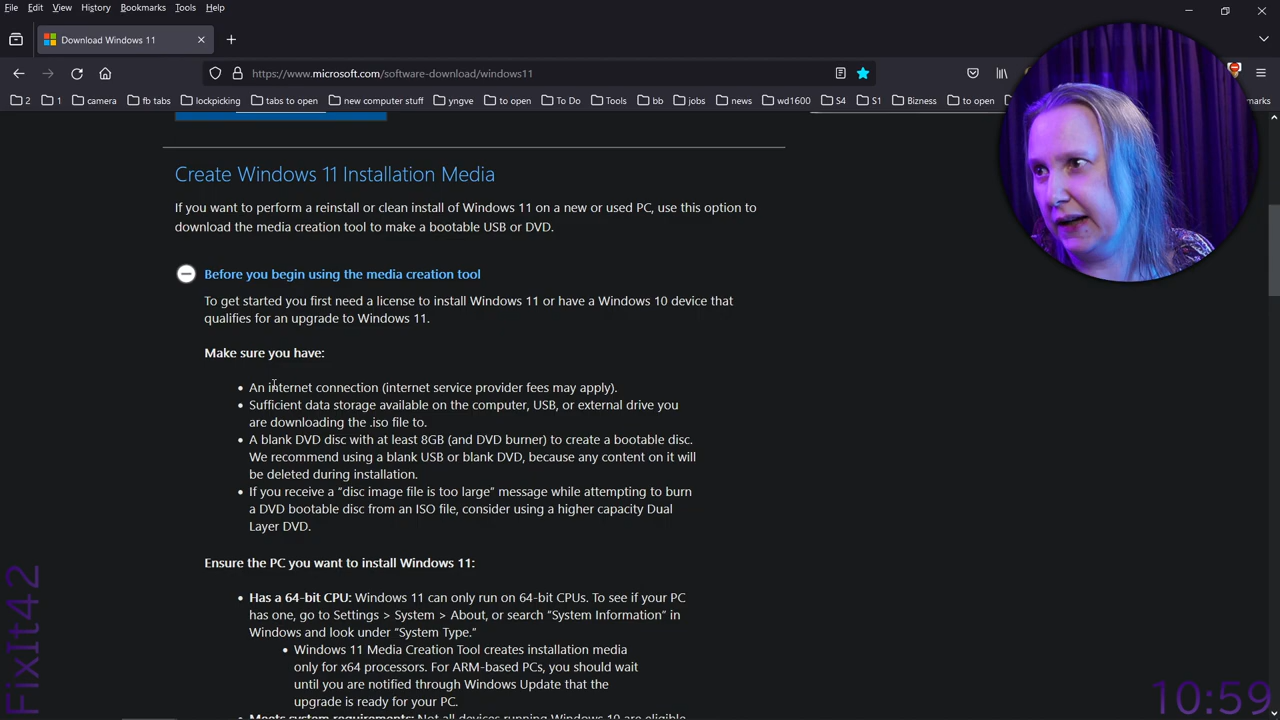 File Edit View History Bookmarks Tools Help
Download Windows 11
https://www.microsoft.com/software-download/windows11
2 1 camera fb tabs lockpicking tabs to open new computer stuff yngve to open To Do Tools bb jobs news wd1600 S4 S1 Bizness to open
Create Windows 11 Installation Media
If you want to perform a reinstall or clean install of Windows 11 on a new or used PC, use this option to
download the media creation tool to make a bootable USB or DVD.
Before you begin using the media creation tool
To get started you first need a license to install Windows 11 or have a Windows 10 device that
qualifies for an upgrade to Windows 11.
Make sure you have:
An internet connection (internet service provider fees may apply).
Sufficient data storage available on the computer, USB, or external drive you
are downloading the .iso file to.
A blank DVD disc with at least 8GB (and DVD burner) to create a bootable disc.
We recommend using a blank USB or blank DVD, because any content on it will
be deleted during installation.
If you receive a “disc image file is too large” message while attempting to burn
a DVD bootable disc from an ISO file, consider using a higher capacity Dual
Layer DVD.
Ensure the PC you want to install Windows 11:
Has a 64-bit CPU: Windows 11 can only run on 64-bit CPUs. To see if your PC
has one, go to Settings > System > About, or search “System Information” in
Windows and look under “System Type.”
Windows 11 Media Creation Tool creates installation media
only for x64 processors. For ARM-based PCs, you should wait
until you are notified through Windows Update that the
upgrade is ready for your PC.
Meets system requirements: Not all devices running Windows 10 are eligible
FixIt42
10:59